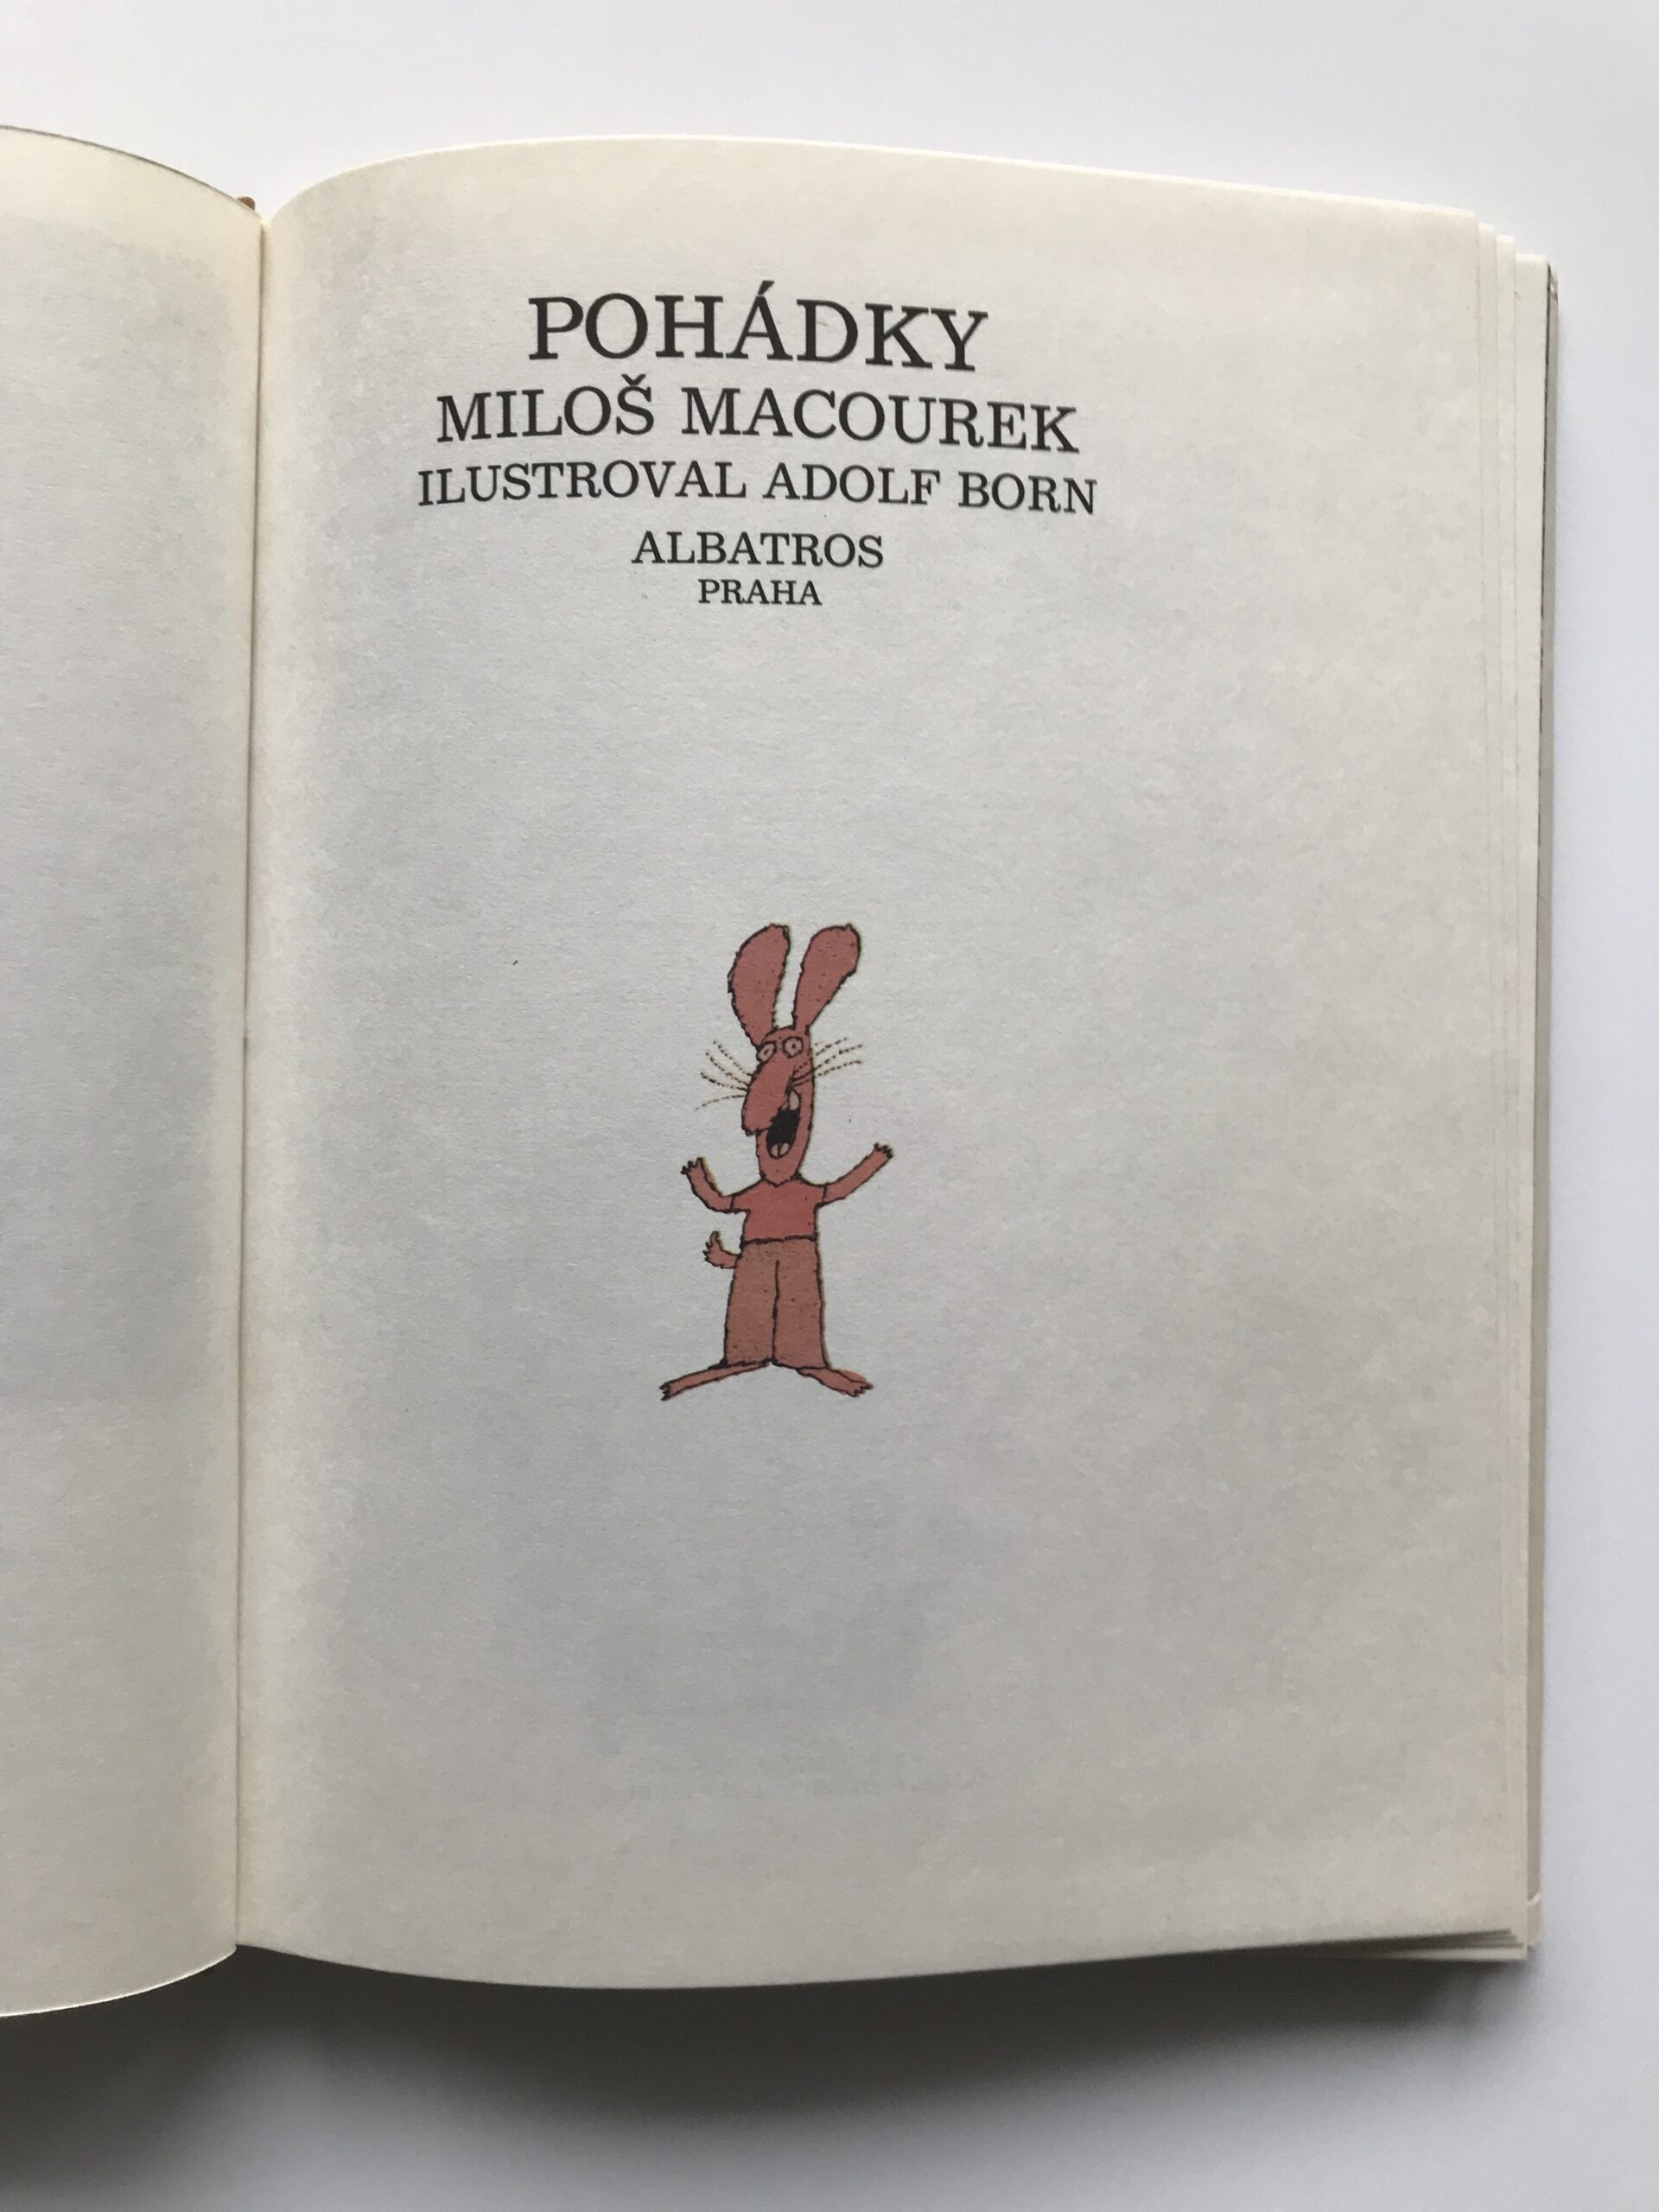 POHÁDKY
MILOŠ MACOUREK
ILUSTROVAL ADOLF BORN
ALBATROS
PRAHA